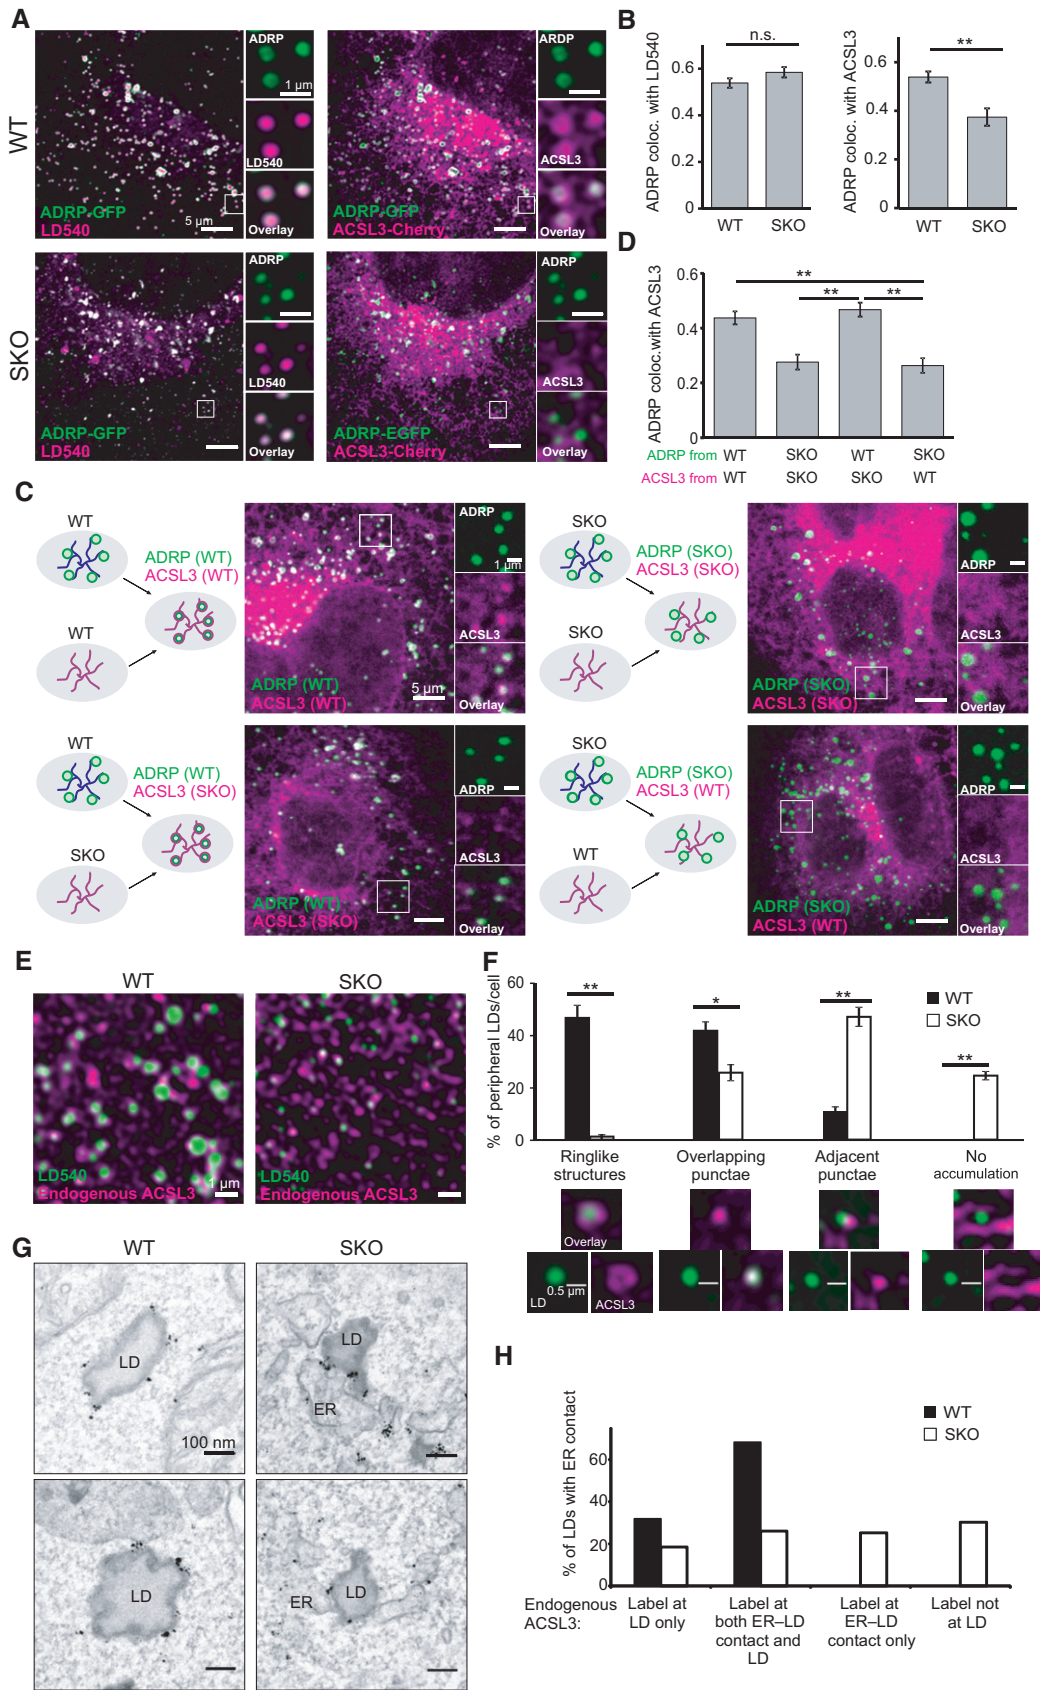 A
WT
ADRP
1 µm
LD540
Overlay
ADRP-GFP
LD540
5 µm
ARDP
ACSL3
Overlay
ADRP-GFP
ACSL3-Cherry
SKO
ADRP
LD540
Overlay
ADRP-GFP
LD540
ADRP
ACSL3
Overlay
ADRP-EGFP
ACSL3-Cherry
B
ADRP coloc. with LD540
n.s.
0.6
0.4
0.2
0
WT
SKO
ADRP coloc. with ACSL3
**
0.6
0.4
0.2
0
WT
SKO
D
ADRP coloc.with ACSL3
0.6
0.4
0.2
0
**
**
**
ADRP from WT SKO WT SKO
ACSL3 from WT SKO SKO WT
C
WT
ADRP (WT)
ACSL3 (WT)
WT
ADRP (WT)
ACSL3 (WT)
5 µm
ADRP
1 µm
ACSL3
Overlay
SKO
ADRP (SKO)
ACSL3 (SKO)
SKO
ADRP (SKO)
ACSL3 (SKO)
ADRP
ACSL3
Overlay
WT
ADRP (WT)
ACSL3 (SKO)
SKO
ADRP (WT)
ACSL3 (SKO)
ADRP
ACSL3
Overlay
SKO
ADRP (SKO)
ACSL3 (WT)
WT
ADRP (SKO)
ACSL3 (WT)
ADRP
ACSL3
Overlay
E
WT
SKO
LD540
Endogenous ACSL3
1 µm
LD540
Endogenous ACSL3
F
% of peripheral LDs/cell
60
40
20
0
**
*
**
**
WT
SKO
Ringlike
structures
Overlapping
punctae
Adjacent
punctae
No
accumulation
Overlay
LD
0.5 µm
ACSL3
G
WT
SKO
LD
100 nm
LD
ER
LD
LD
ER
H
% of LDs with ER contact
60
40
20
0
WT
SKO
Endogenous
ACSL3:
Label at
LD only
Label at
both ER–LD
contact and
LD
Label at
ER–LD
contact only
Label not
at LD